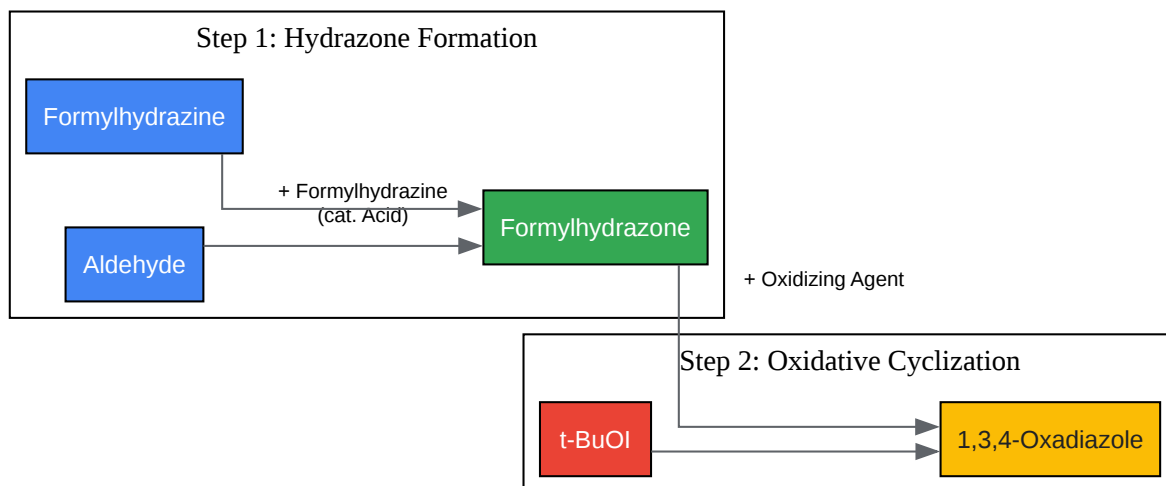 Step 1: Hydrazone Formation
Formylhydrazine
+ Formylhydrazine
(cat. Acid)
Formylhydrazone
Aldehyde
+ Oxidizing Agent
Step 2: Oxidative Cyclization
t-BuOI
1,3,4-Oxadiazole